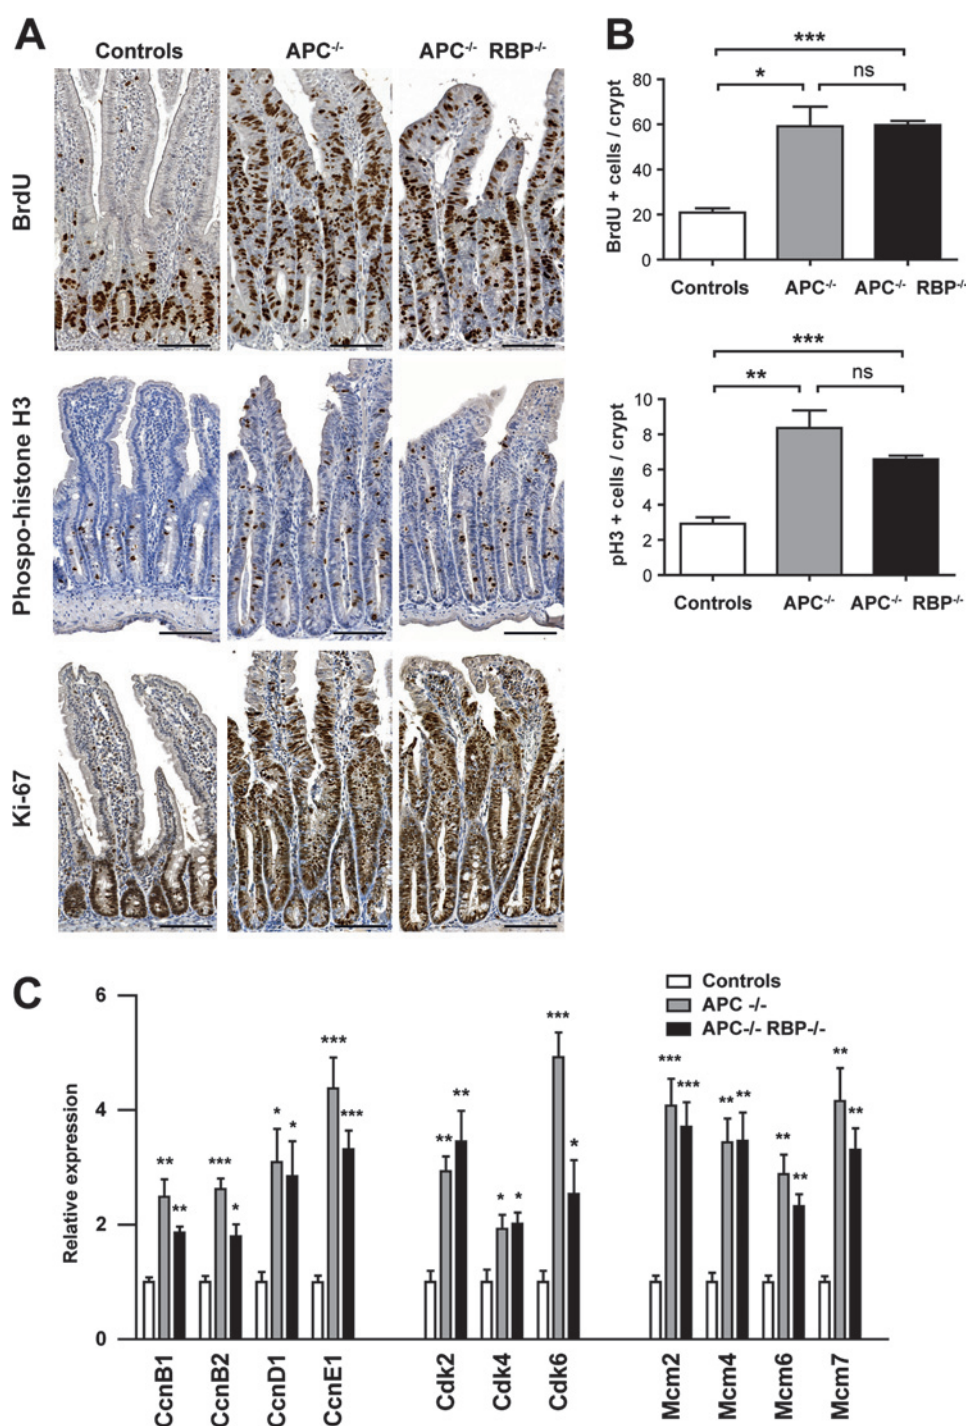 A
Controls
APC-/-
APC-/- RBP-/-
BrdU
Phospo-histone H3
Ki-67
B
***
*
ns
80
60
40
20
0
BrdU + cells / crypt
Controls
APC-/-
APC-/- RBP-/-
***
**
ns
10
8
6
4
2
0
pH3 + cells / crypt
Controls
APC-/-
APC-/- RBP-/-
C
Controls
APC -/-
APC-/- RBP-/-
6
4
2
0
Relative expression
** **
*** *
* *
*** ***
** **
* *
*** *
*** ***
** **
** **
** **
CcnB1
CcnB2
CcnD1
CcnE1
Cdk2
Cdk4
Cdk6
Mcm2
Mcm4
Mcm6
Mcm7